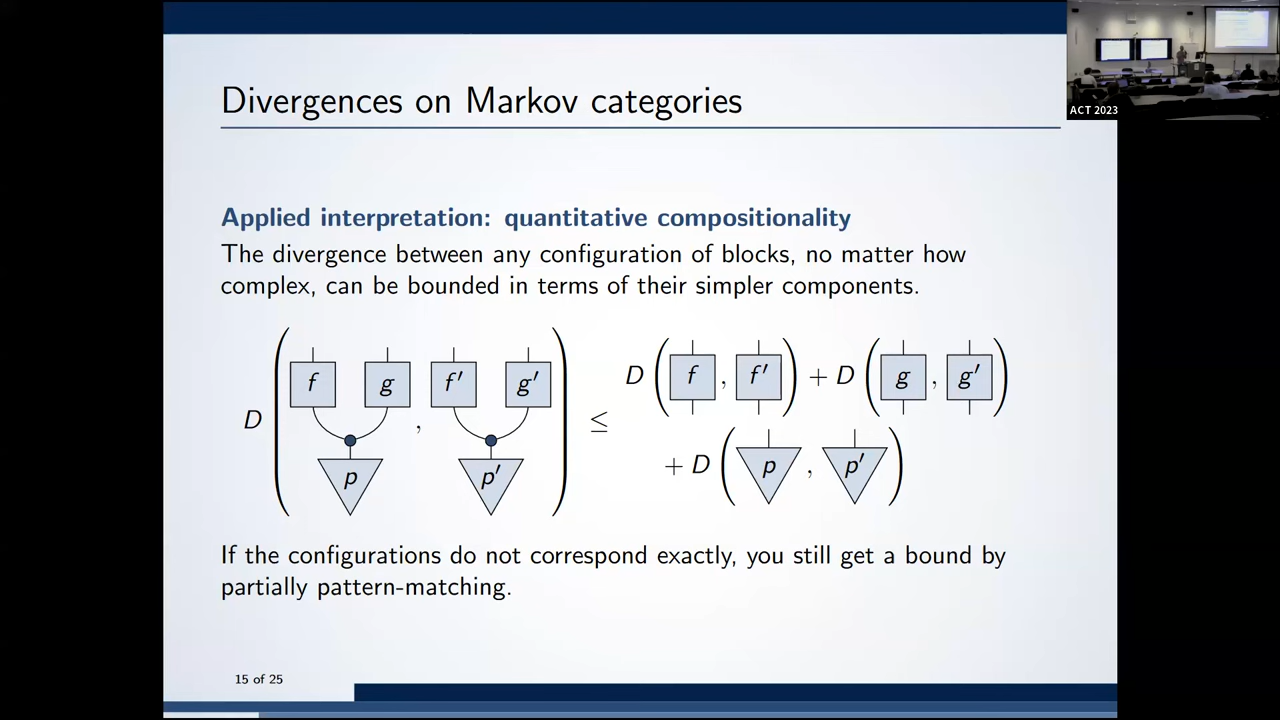 ACT 2023
Divergences on Markov categories
Applied interpretation: quantitative compositionality
The divergence between any configuration of blocks, no matter how
complex, can be bounded in terms of their simpler components.
D ( f g p , f′ g′ p′ ) ≤ D ( f , f′ ) + D ( g , g′ )
+ D ( p , p′ )
If the configurations do not correspond exactly, you still get a bound by
partially pattern-matching.
15 of 25